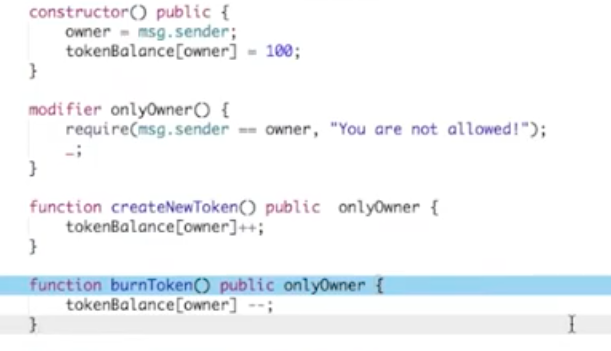 constructor() public {
owner = msg.sender;
tokenBalance[owner] = 100;
}
modifier onlyOwner() {
require(msg.sender == owner, "You are not allowed!");
_;
}
function createNewToken() public  onlyOwner {
tokenBalance[owner]++;
}
function burnToken() public onlyOwner {
tokenBalance[owner] --;
}